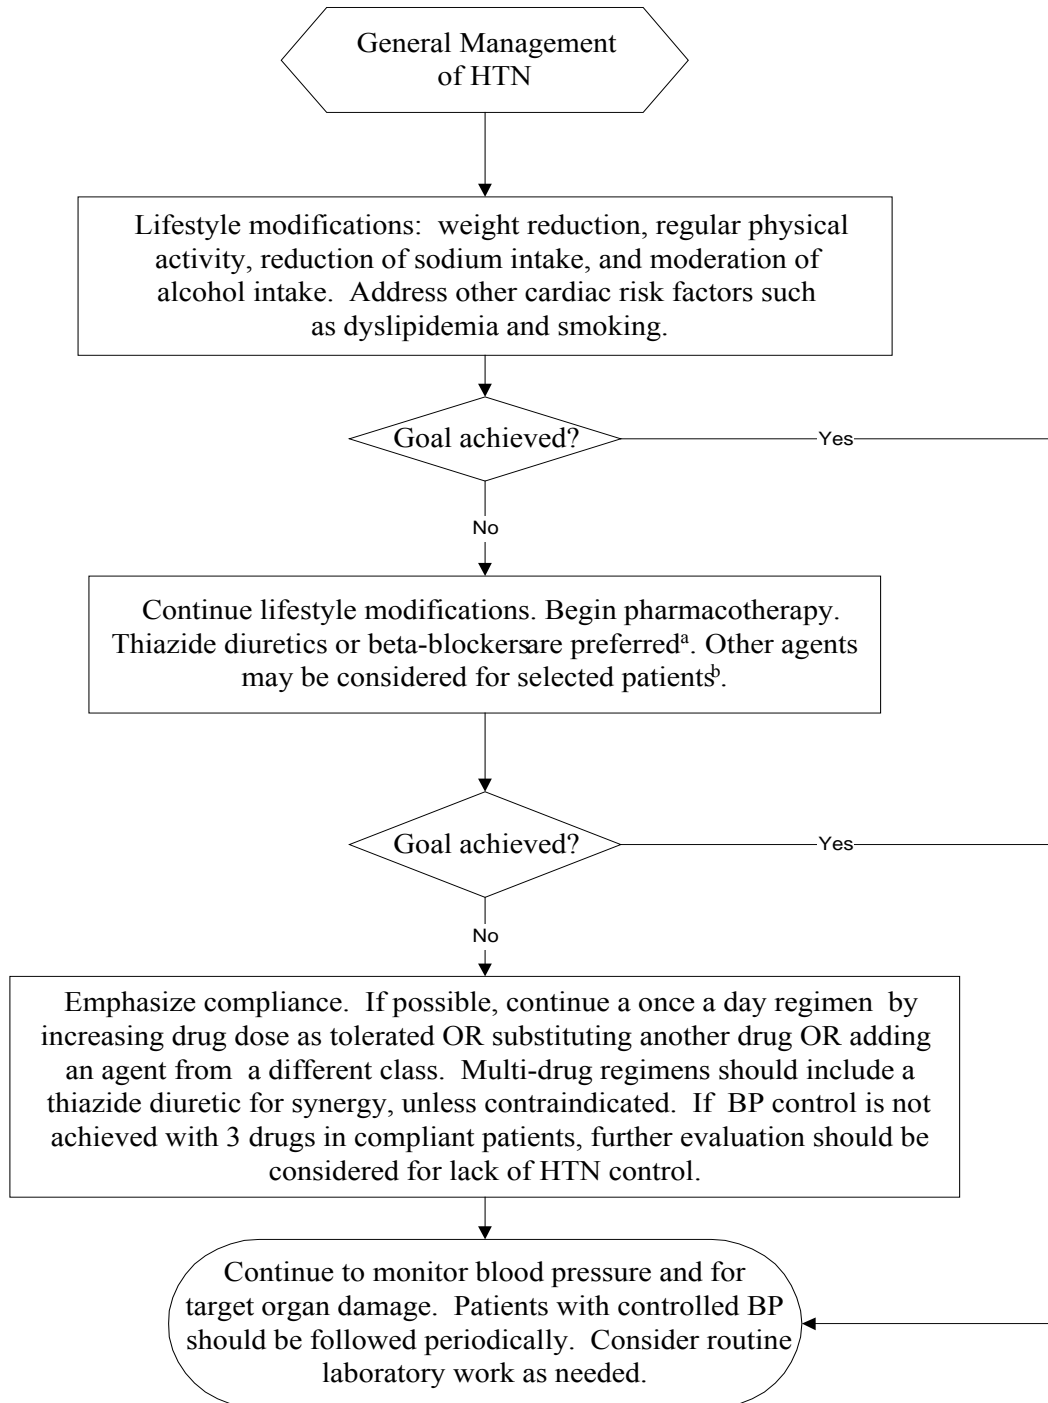 General Management
of HTN
Lifestyle modifications:  weight reduction, regular physical
activity, reduction of sodium intake, and moderation of
alcohol intake.  Address other cardiac risk factors such
as dyslipidemia and smoking.
Goal achieved?
Yes
No
Continue lifestyle modifications. Begin pharmacotherapy.
Thiazide diuretics or beta-blockersare preferredᵃ. Other agents
may be considered for selected patientsᵇ.
Goal achieved?
Yes
No
Emphasize compliance.  If possible, continue a once a day regimen  by
increasing drug dose as tolerated OR substituting another drug OR adding
an agent from  a different class.  Multi-drug regimens should include a
thiazide diuretic for synergy, unless contraindicated.  If  BP control is not
achieved with 3 drugs in compliant patients, further evaluation should be
considered for lack of HTN control.
Continue to monitor blood pressure and for
target organ damage.  Patients with controlled BP
should be followed periodically.  Consider routine
laboratory work as needed.